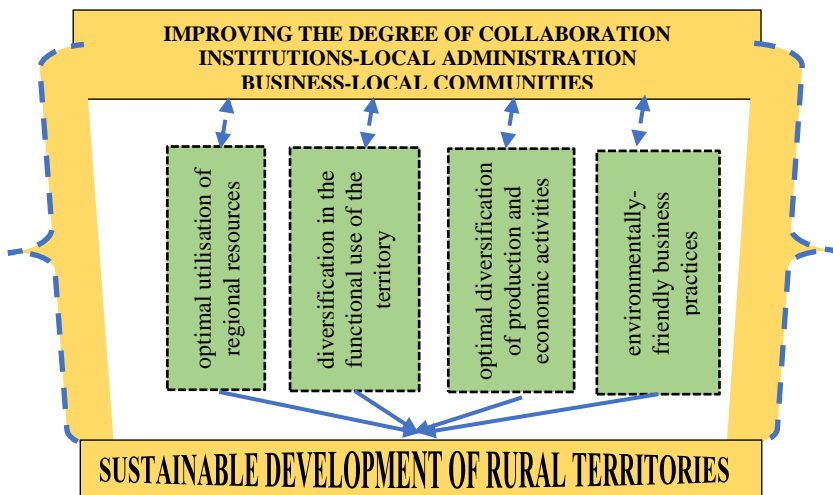 IMPROVING THE DEGREE OF COLLABORATION
INSTITUTIONS-LOCAL ADMINISTRATION
BUSINESS-LOCAL COMMUNITIES
optimal utilisation of
regional resources
diversification in the
functional use of the
territory
optimal diversification
of production and
economic activities
environmentally-
friendly business
practices
SUSTAINABLE DEVELOPMENT OF RURAL TERRITORIES